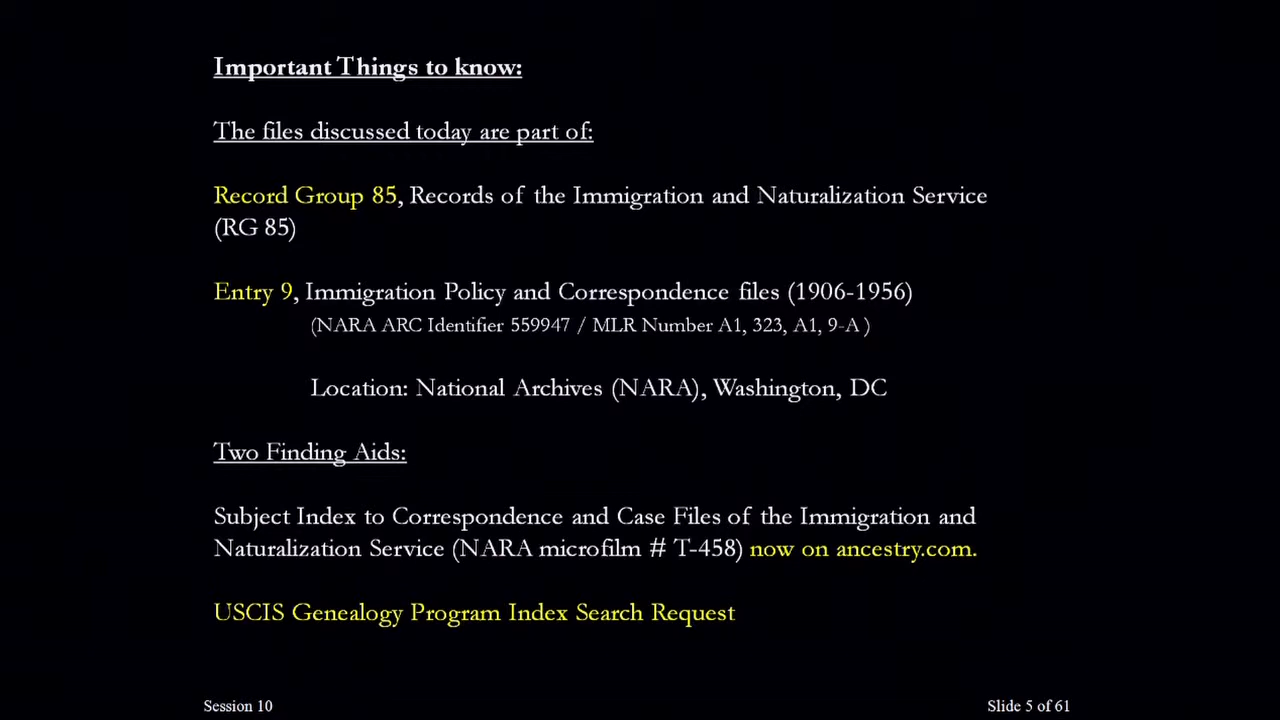 Important Things to know:
The files discussed today are part of:
Record Group 85, Records of the Immigration and Naturalization Service
(RG 85)
Entry 9, Immigration Policy and Correspondence files (1906-1956)
(NARA ARC Identifier 559947 / MLR Number A1, 323, A1, 9-A )
Location: National Archives (NARA), Washington, DC
Two Finding Aids:
Subject Index to Correspondence and Case Files of the Immigration and
Naturalization Service (NARA microfilm # T-458) now on ancestry.com.
USCIS Genealogy Program Index Search Request
Session 10
Slide 5 of 61